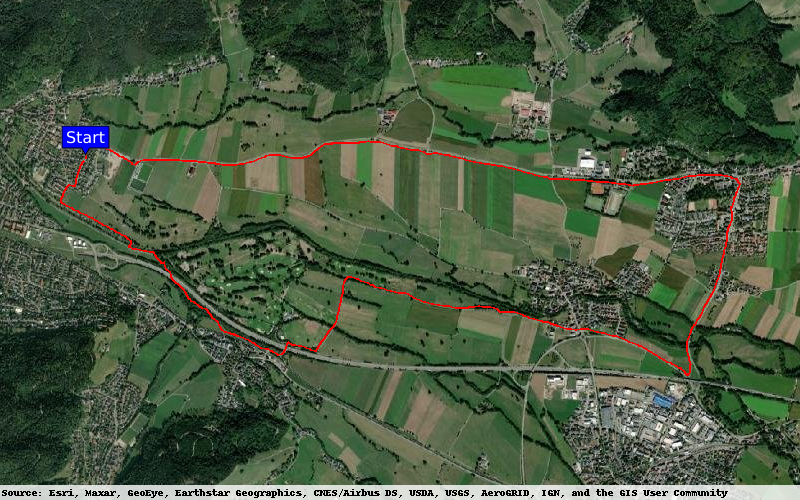 Start
Source: Esri, Maxar, GeoEye, Earthstar Geographics, CNES/Airbus DS, USDA, USGS, AeroGRID, IGN, and the GIS User Community